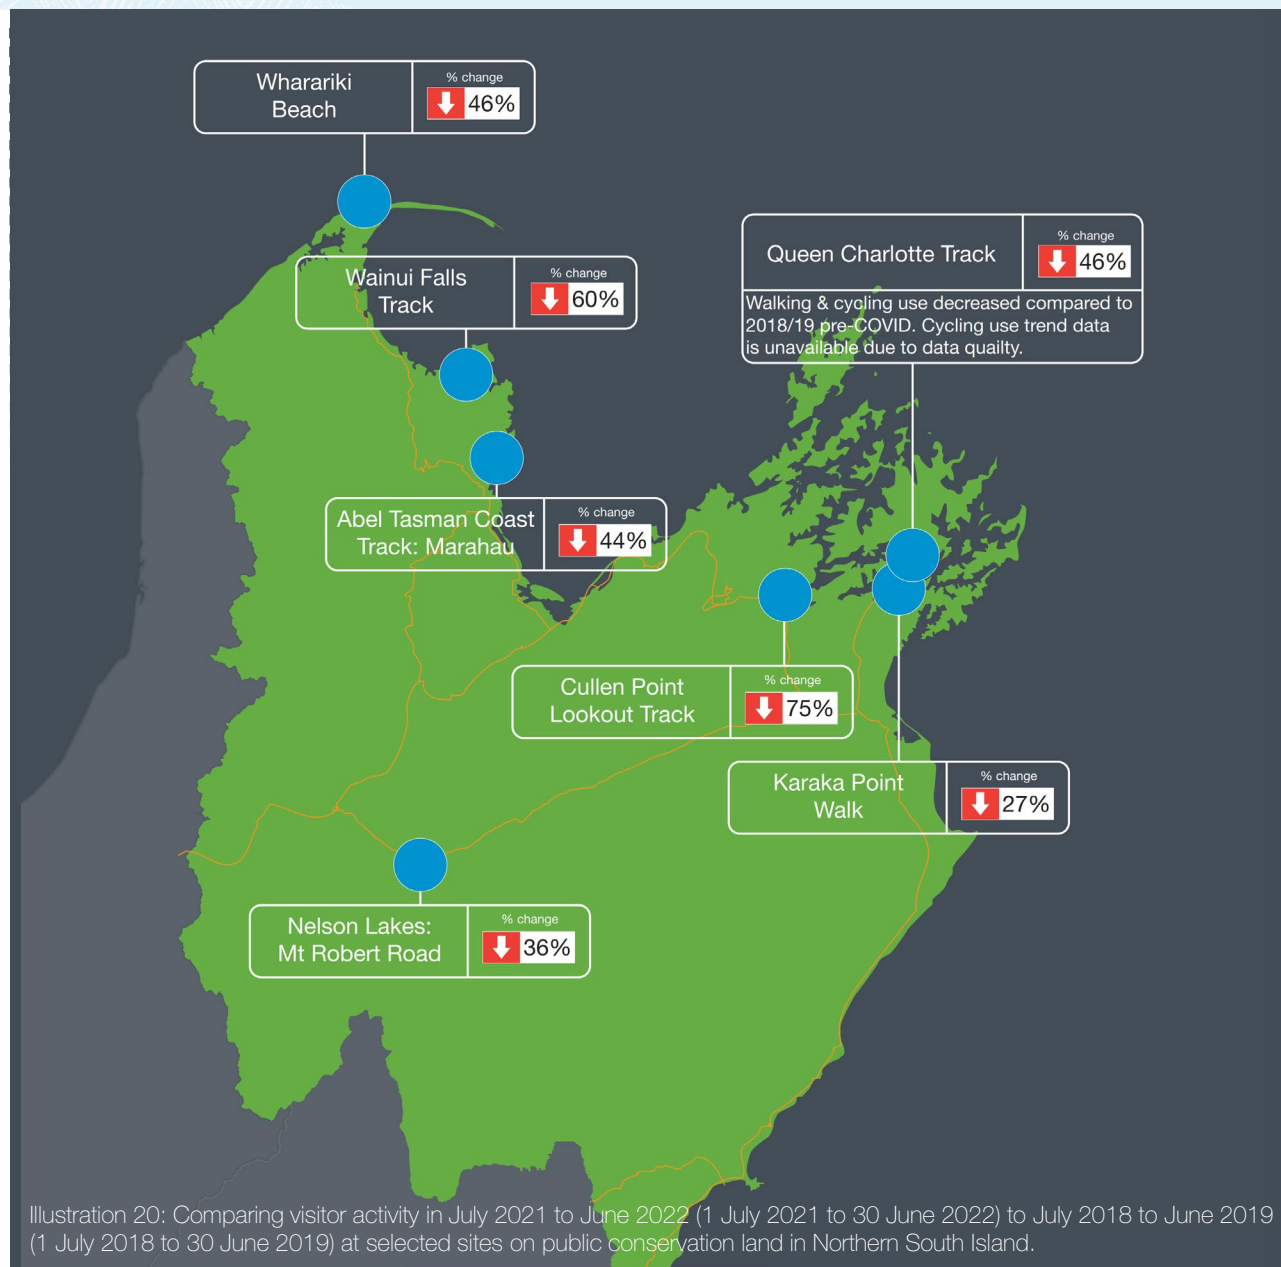 Wharariki
Beach
% change
46%
Wainui Falls
Track
% change
60%
Queen Charlotte Track
% change
46%
Walking & cycling use decreased compared to
2018/19 pre-COVID. Cycling use trend data
is unavailable due to data quailty.
Abel Tasman Coast
Track: Marahau
% change
44%
Cullen Point
Lookout Track
% change
75%
Karaka Point
Walk
% change
27%
Nelson Lakes:
Mt Robert Road
% change
36%
Illustration 20: Comparing visitor activity in July 2021 to June 2022 (1 July 2021 to 30 June 2022) to July 2018 to June 2019
(1 July 2018 to 30 June 2019) at selected sites on public conservation land in Northern South Island.